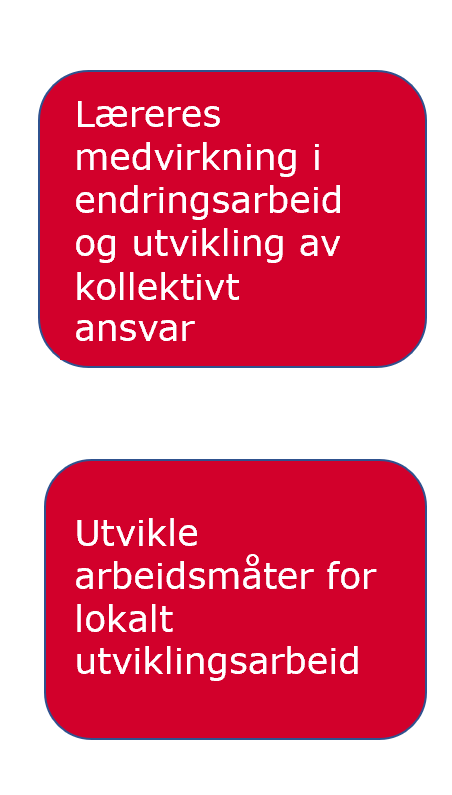 Læreres
medvirkning i
endringsarbeid
og utvikling av
kollektivt
ansvar
Utvikle
arbeidsmåter for
lokalt
utviklingsarbeid